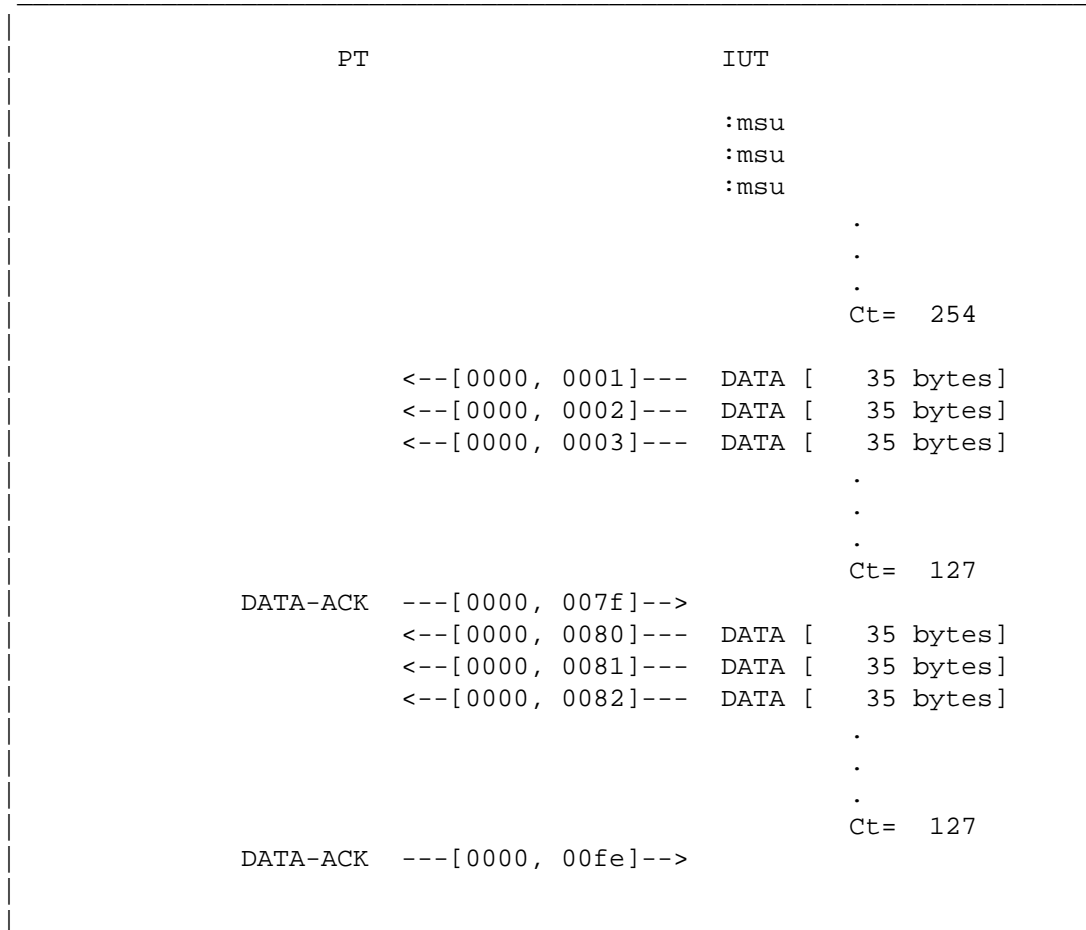 PT IUT
:msu
:msu
:msu
.
.
.
Ct= 254
<--[0000, 0001]--- DATA [ 35 bytes]
<--[0000, 0002]--- DATA [ 35 bytes]
<--[0000, 0003]--- DATA [ 35 bytes]
.
.
.
Ct= 127
DATA-ACK ---[0000, 007f]-->
<--[0000, 0080]--- DATA [ 35 bytes]
<--[0000, 0081]--- DATA [ 35 bytes]
<--[0000, 0082]--- DATA [ 35 bytes]
.
.
.
Ct= 127
DATA-ACK ---[0000, 00fe]-->